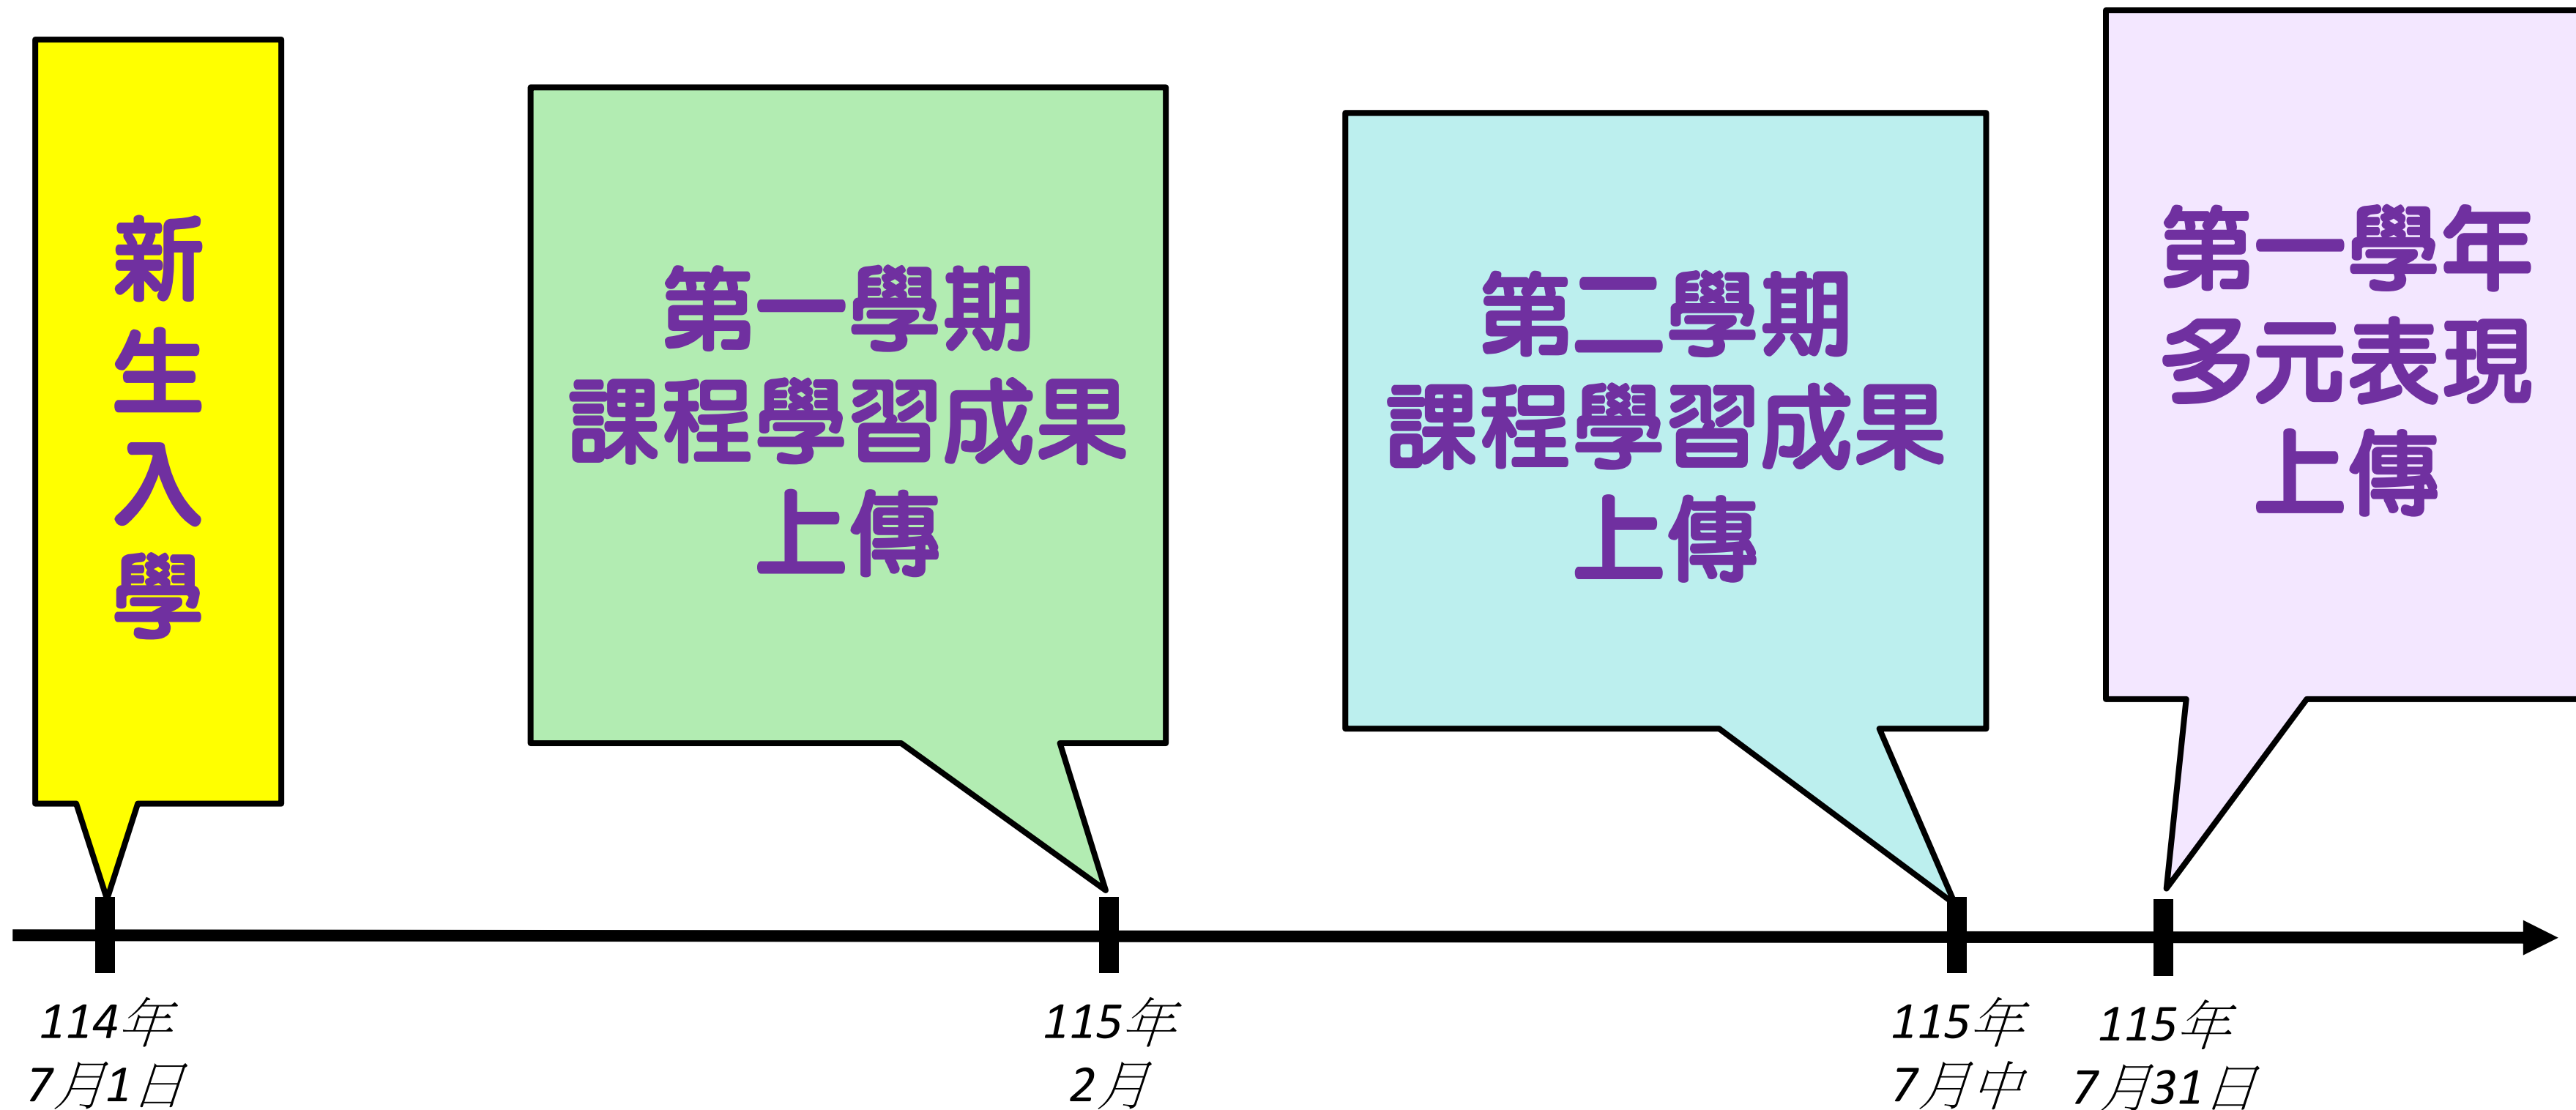 新
生
入
學
第一學期
課程學習成果
上傳
第二學期
課程學習成果
上傳
第一學年
多元表現
上傳
114年
7月1日
115年
2月
115年
7月中
115年
7月31日